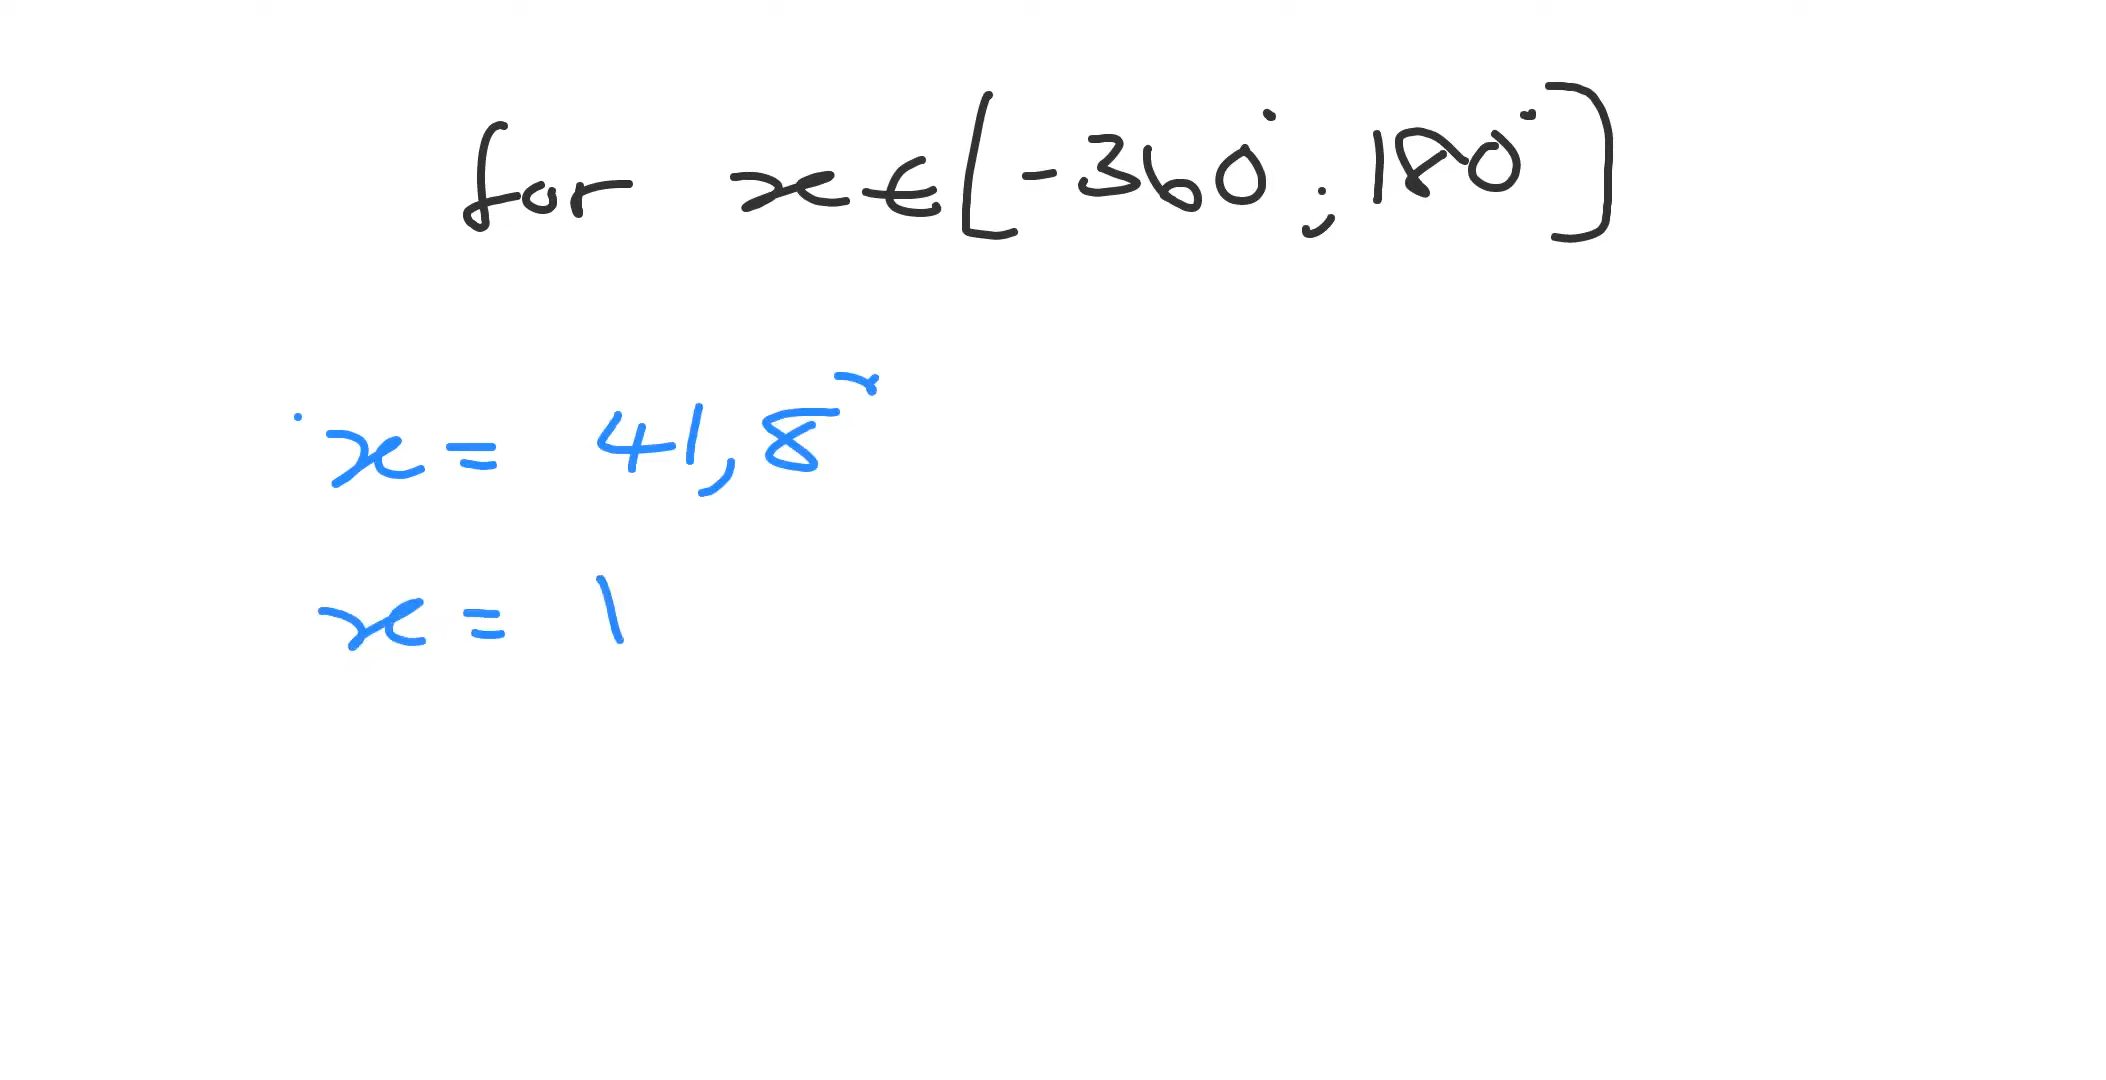 for x∈[-360°;180°]
x = 41,8°
x = 1